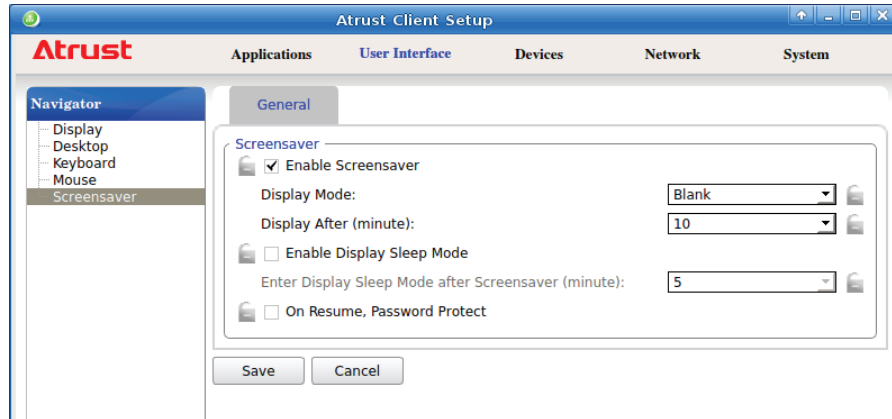 Atrust Client Setup
Atrust
Applications User Interface Devices Network System
Navigator
Display
Desktop
Keyboard
Mouse
Screensaver
General
Screensaver
Enable Screensaver
Display Mode: Blank
Display After (minute): 10
Enable Display Sleep Mode
Enter Display Sleep Mode after Screensaver (minute): 5
On Resume, Password Protect
Save Cancel